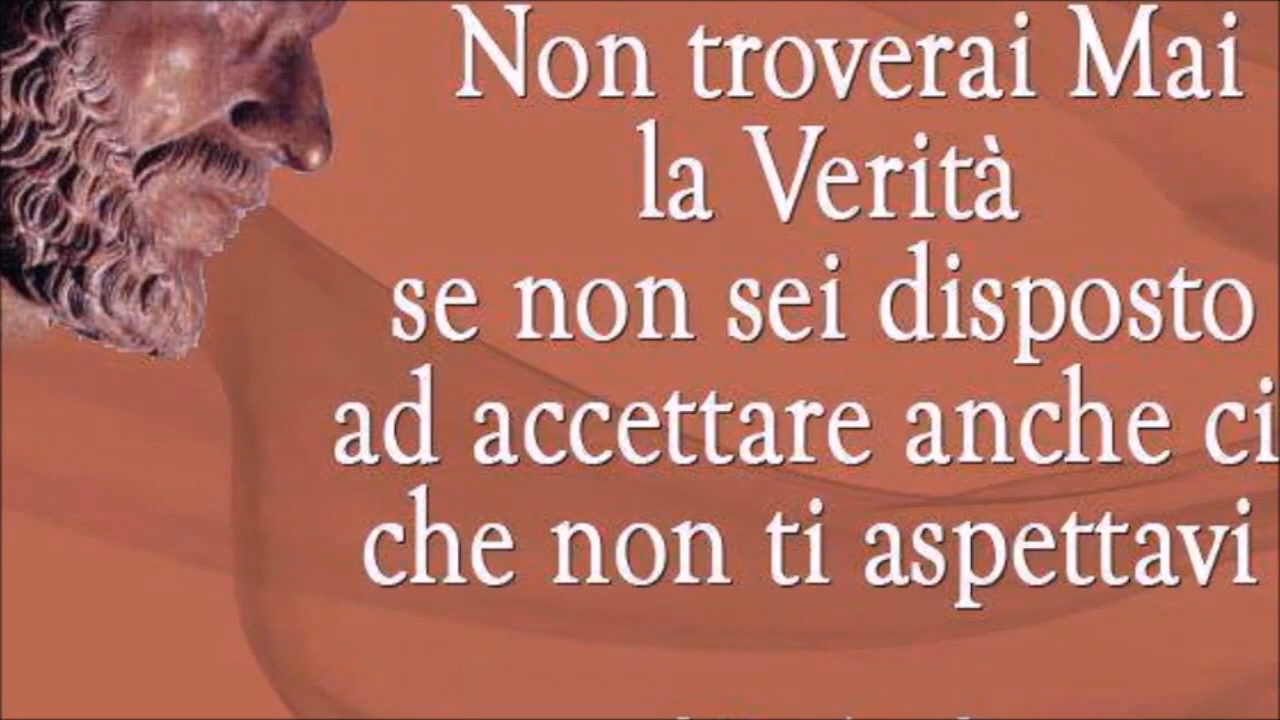 Non troverai Mai
la Verità
se non sei disposto
ad accettare anche ci
che non ti aspettavi